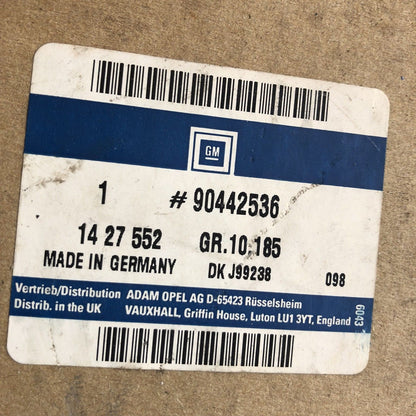 GM
1 # 90442536
14 27 552 GR.10.185
MADE IN GERMANY DK J99238 098
Vertrieb/Distribution ADAM OPEL AG D-65423 Rüsselsheim
Distrib. in the UK VAUXHALL, Griffin House, Luton LU1 3YT, England
6043